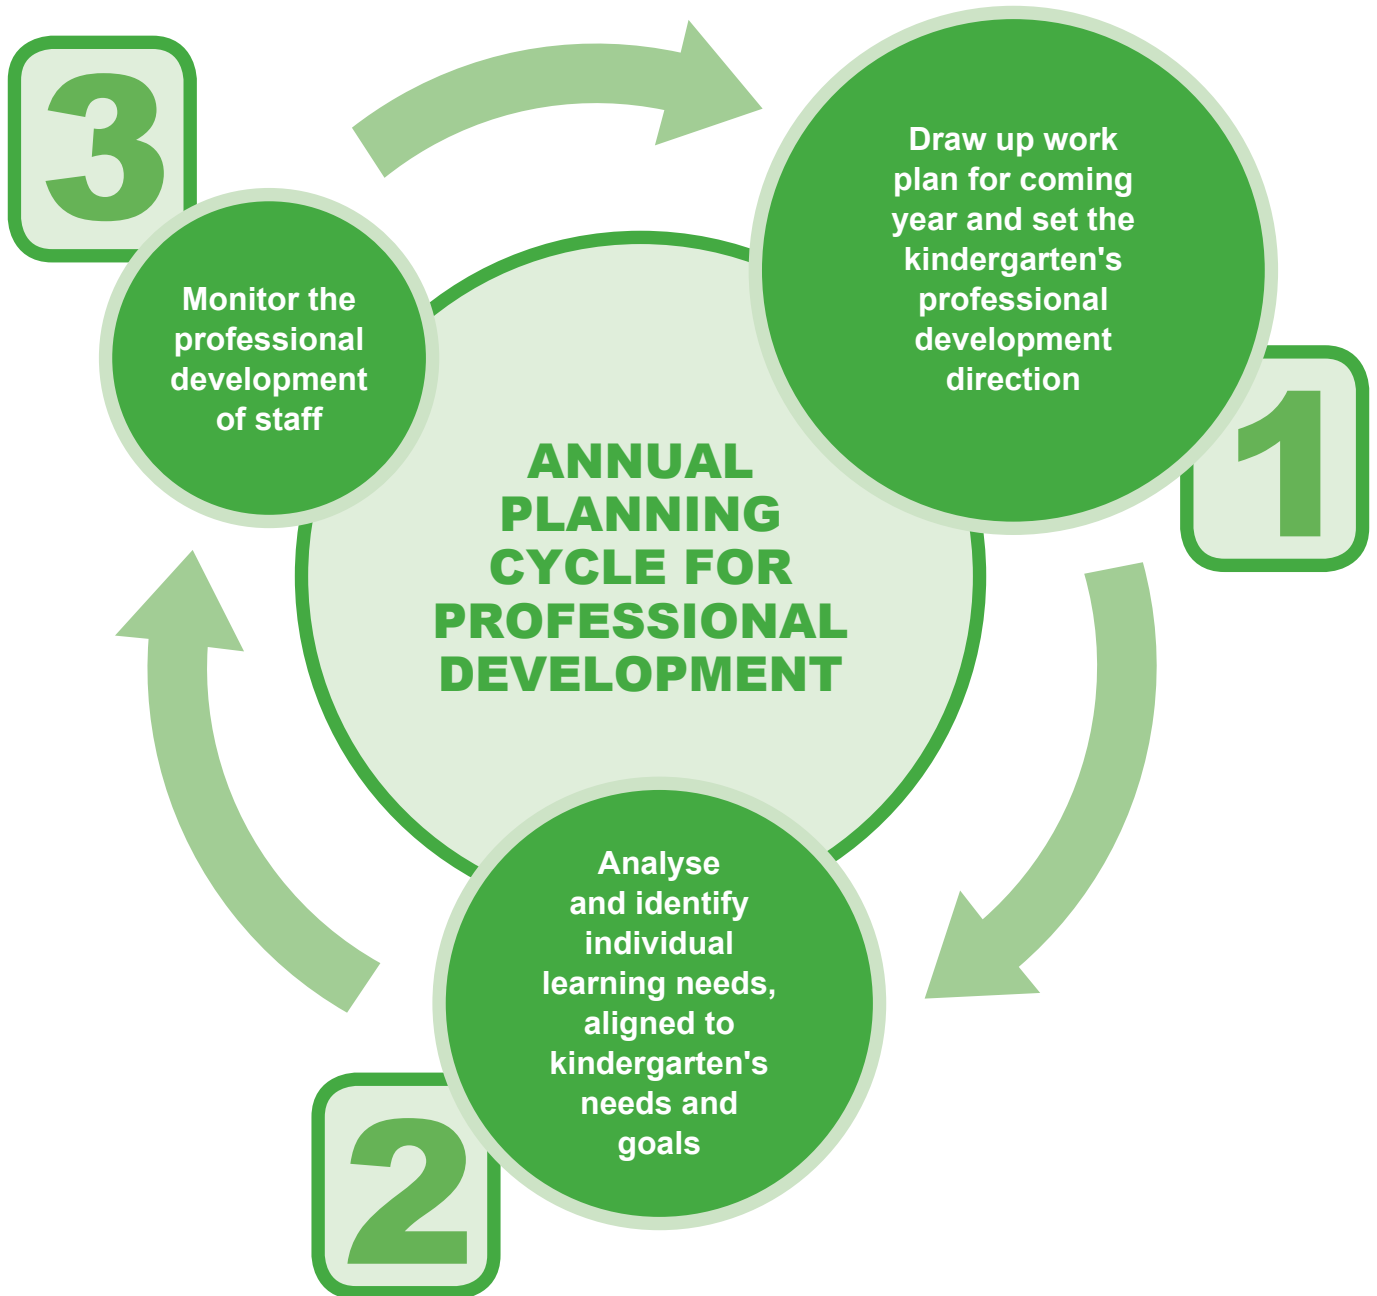 ANNUAL
PLANNING
CYCLE FOR
PROFESSIONAL
DEVELOPMENT
1
Draw up work
plan for coming
year and set the
kindergarten's
professional
development
direction
2
Analyse
and identify
individual
learning needs,
aligned to
kindergarten's
needs and
goals
3
Monitor the
professional
development
of staff